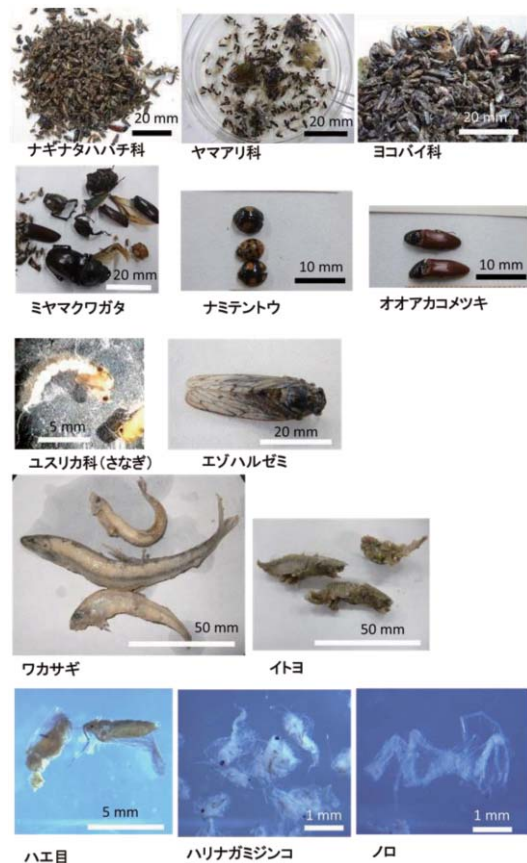 20 mm
20 mm
20 mm
ナギナタハバチ科
ヤマアリ科
ヨコバイ科
20 mm
10 mm
10 mm
ミヤマクワガタ
ナミテントウ
オオアカコメツキ
5 mm
20 mm
ユスリカ科(さなぎ)
エゾハルゼミ
50 mm
50 mm
ワカサギ
イトヨ
5 mm
1 mm
1 mm
ハエ目
ハリナガミジンコ
ノロ